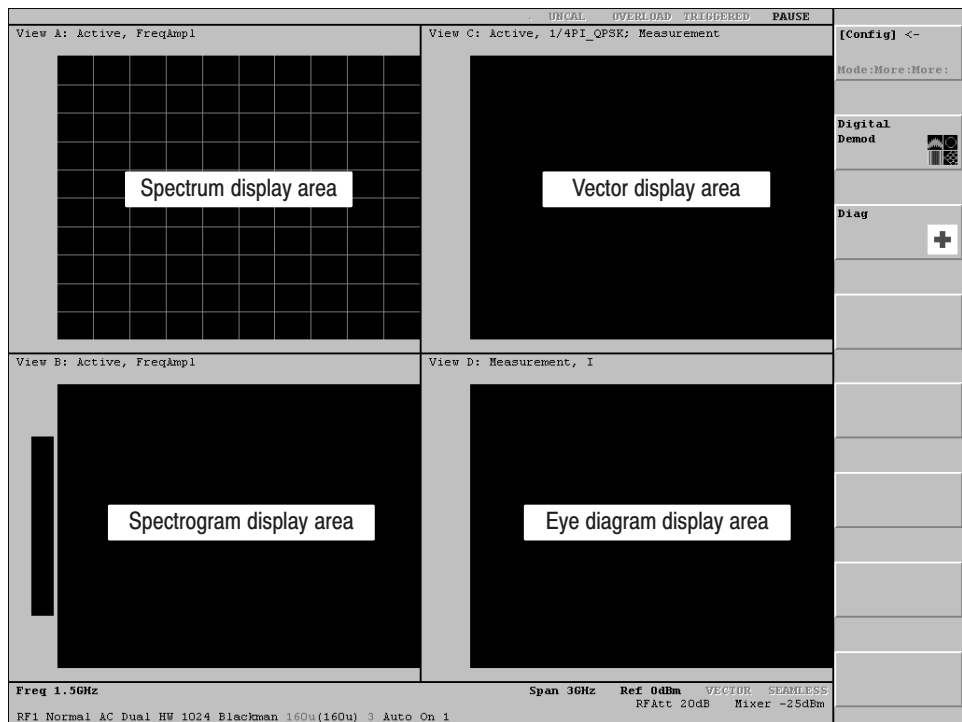 . UNCAL OVERLOAD TRIGGERED PAUSE
View A: Active, FreqAmpl
View C: Active, 1/4PI_QPSK; Measurement
[Config] <-
Mode:More:More:
Digital
Demod
Spectrum display area
Vector display area
Diag
View B: Active, FreqAmpl
View D: Measurement, I
Spectrogram display area
Eye diagram display area
Freq 1.5GHz
Span 3GHz Ref 0dBm VECTOR SEAMLESS
RFAtt 20dB Mixer -25dBm
RF1 Normal AC Dual HW 1024 Blackman 160u(160u) 3 Auto On 1